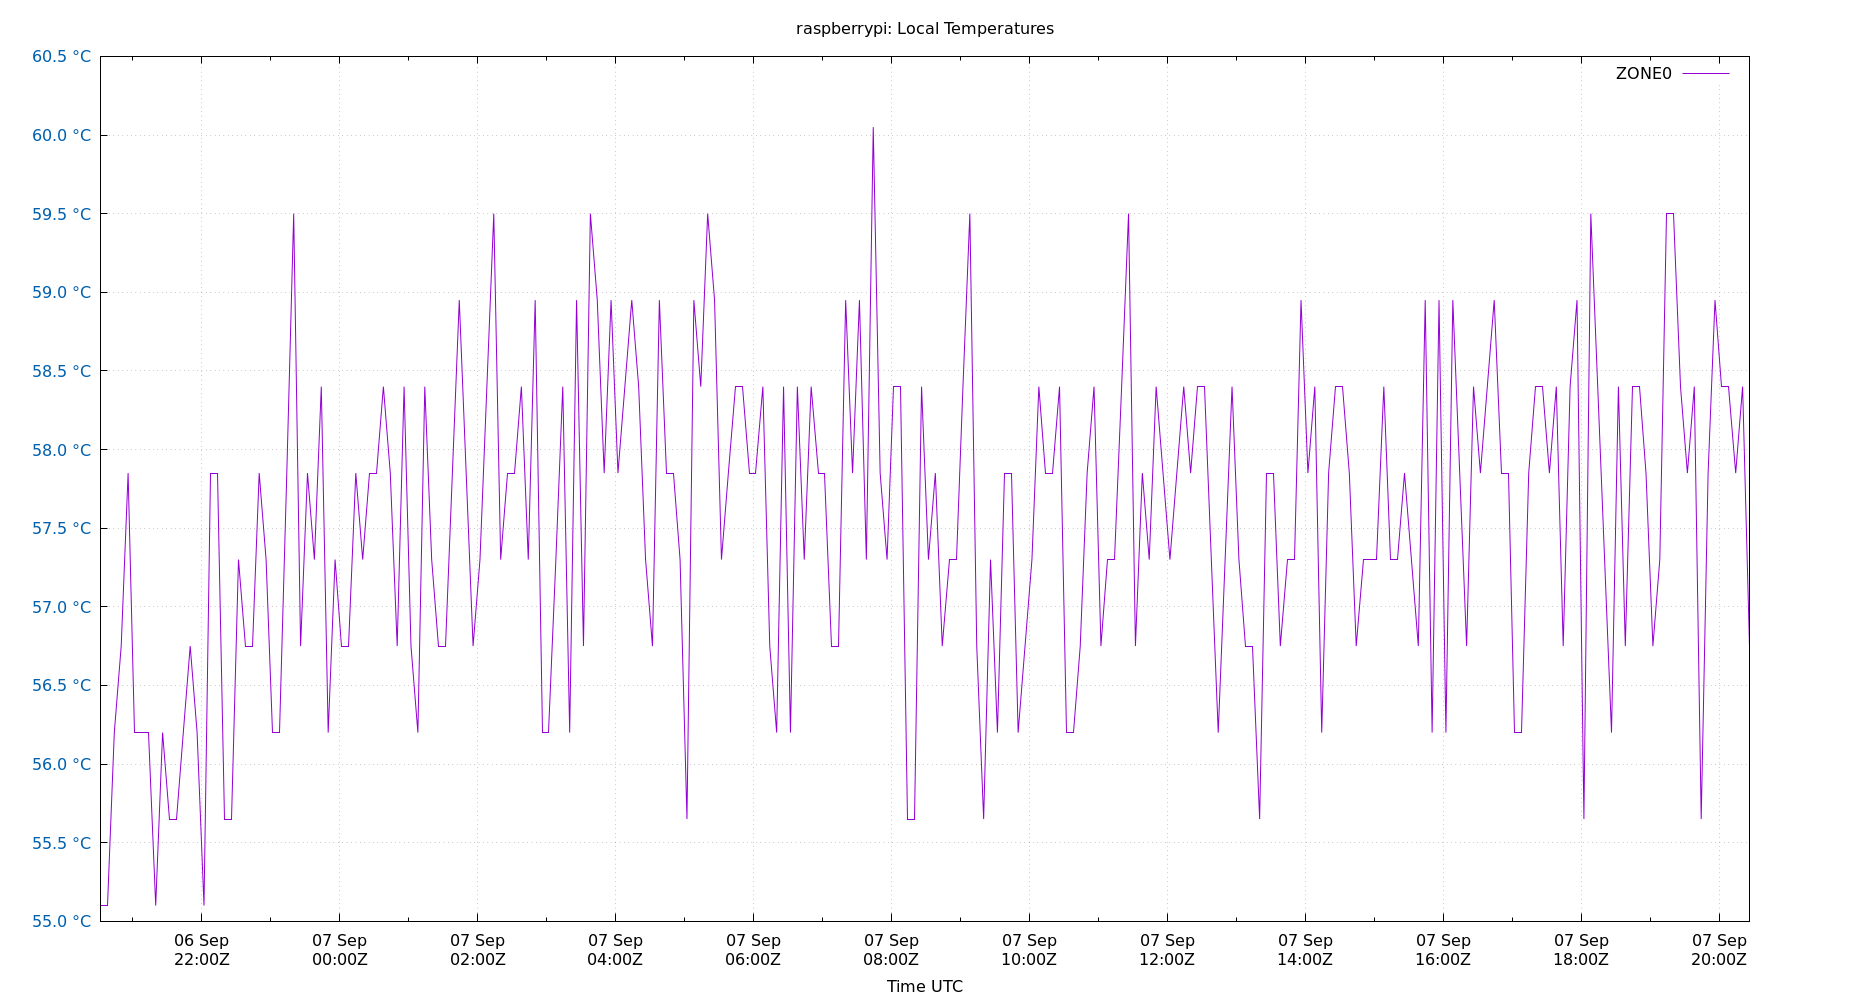 raspberrypi: Local Temperatures
ZONE0
60.5 °C
60.0 °C
59.5 °C
59.0 °C
58.5 °C
58.0 °C
57.5 °C
57.0 °C
56.5 °C
56.0 °C
55.5 °C
55.0 °C
06 Sep
22:00Z
07 Sep
00:00Z
07 Sep
02:00Z
07 Sep
04:00Z
07 Sep
06:00Z
07 Sep
08:00Z
07 Sep
10:00Z
07 Sep
12:00Z
07 Sep
14:00Z
07 Sep
16:00Z
07 Sep
18:00Z
07 Sep
20:00Z
Time UTC